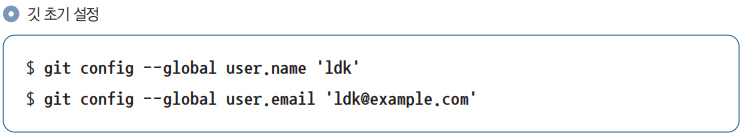 깃 초기 설정
$ git config --global user.name 'ldk'
$ git config --global user.email 'ldk@example.com'